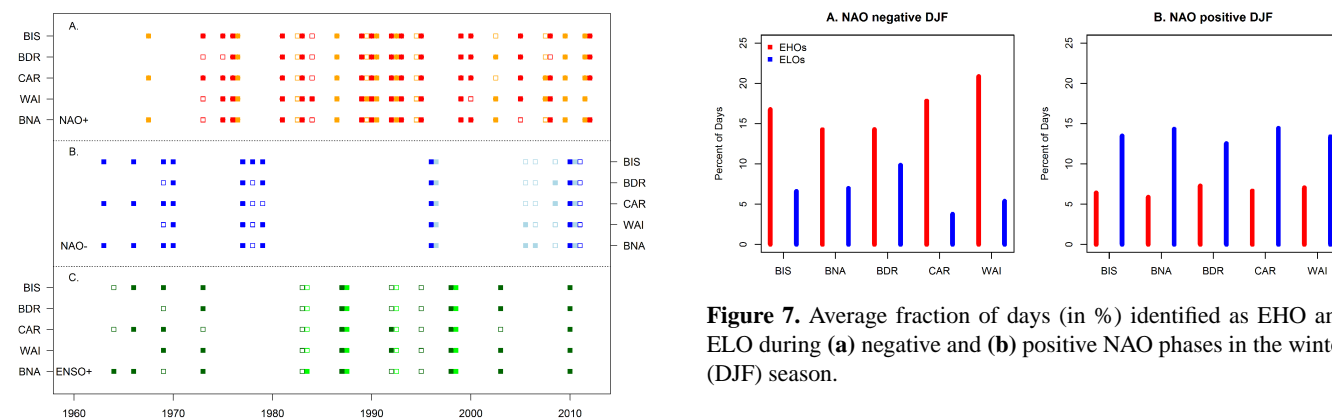 A.
BIS
BDR
CAR
WAI
BNA NAO+
B.
BIS
BDR
CAR
WAI
NAO- BNA
C.
BIS
BDR
CAR
WAI
BNA ENSO+
1960 1970 1980 1990 2000 2010
A. NAO negative DJF
EHOs
ELOs
Percent of Days
0 5 10 15 20 25
BIS BNA BDR CAR WAI
B. NAO positive DJF
Percent of Days
0 5 10 15 20 25
BIS BNA BDR CAR WAI
Figure 7. Average fraction of days (in %) identified as EHO an
ELO during (a) negative and (b) positive NAO phases in the winte
(DJF) season.